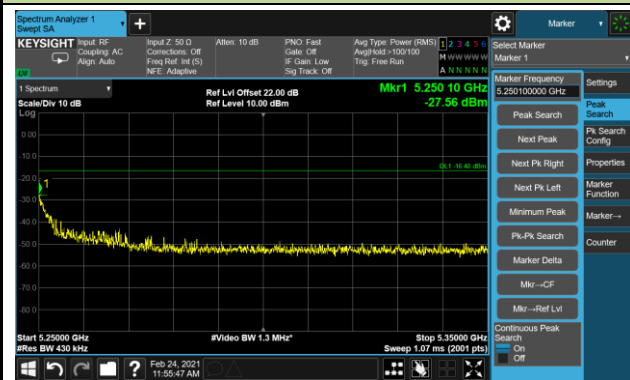 Spectrum Analyzer 1
Swept SA
+
Marker
KEYSIGHT
Input: RF
Coupling: AC
Align: Auto
Input Z: 50 Ω
Corrections: Off
Freq Ref: Int (S)
NFE: Adaptive
Atten: 10 dB
PNO: Fast
Gate: Off
IF Gain: Low
Sig Track: Off
Avg Type: Power (RMS)
Avg|Hold:>100/100
Trig: Free Run
1 2 3 4 5 6
M W W W W W
A N N N N N
Select Marker
Marker 1
1 Spectrum
Scale/Div 10 dB
Log
Ref Lvl Offset 22.00 dB
Ref Level 10.00 dBm
Mkr1 5.250 10 GHz
-27.56 dBm
0.00
-10.0
-20.0
-30.0
-40.0
-50.0
-60.0
-70.0
-80.0
DL1 -16.40 dBm
1
Start 5.25000 GHz
#Res BW 430 kHz
#Video BW 1.3 MHz*
Stop 5.35000 GHz
Sweep 1.07 ms (2001 pts)
Marker Frequency
5.250100000 GHz
Peak Search
Next Peak
Next Pk Right
Next Pk Left
Minimum Peak
Pk-Pk Search
Marker Delta
Mkr→CF
Mkr→Ref Lvl
Continuous Peak
Search
On
Off
Settings
Peak
Search
Pk Search
Config
Properties
Marker
Function
Marker→
Counter
?
Feb 24, 2021
11:55:47 AM